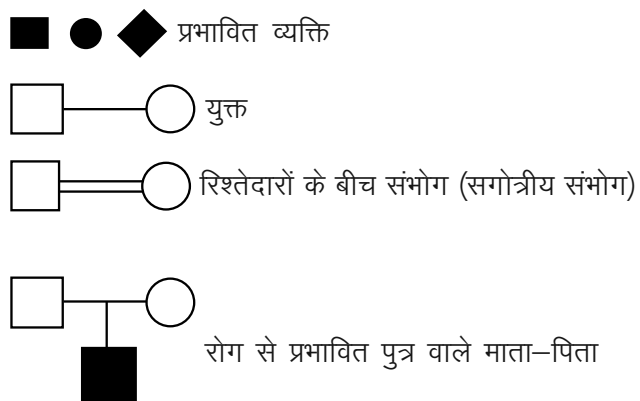 प्रभावित व्यक्ति
युक्त
रिश्तेदारों के बीच संभोग (सगोत्रीय संभोग)
रोग से प्रभावित पुत्र वाले माता–पिता